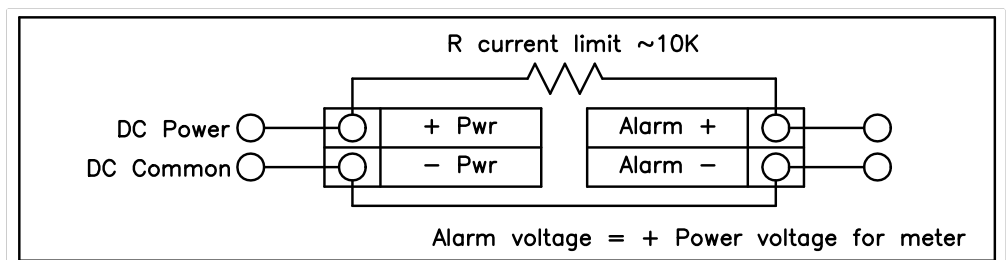 R current limit ~10K
DC Power
+ Pwr
Alarm +
DC Common
- Pwr
Alarm -
Alarm voltage = + Power voltage for meter